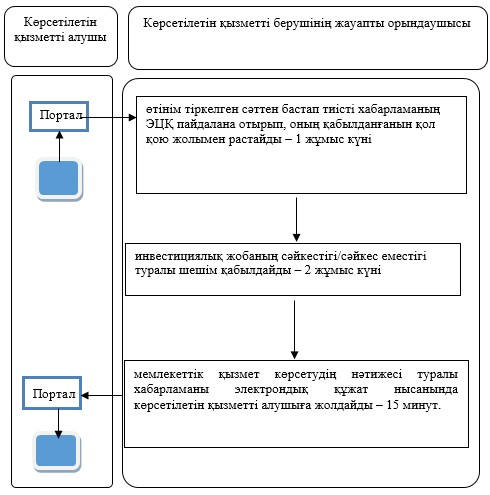 Көрсетілетін
қызметті алушы
Көрсетілетін қызметті берушінің жауапты орындаушысы
Портал
өтінім тіркелген сәттен бастап тиісті хабарламаның
ЭЦҚ пайдалана отырып, оның қабылданғанын қол
қою жолымен растайды – 1 жұмыс күні
инвестициялық жобаның сәйкестігі/сәйкес еместігі
туралы шешім қабылдайды – 2 жұмыс күні
Портал
мемлекеттік қызмет көрсетудің нәтижесі туралы
хабарламаны электрондық құжат нысанында
көрсетілетін қызметті алушыға жолдайды – 15 минут.